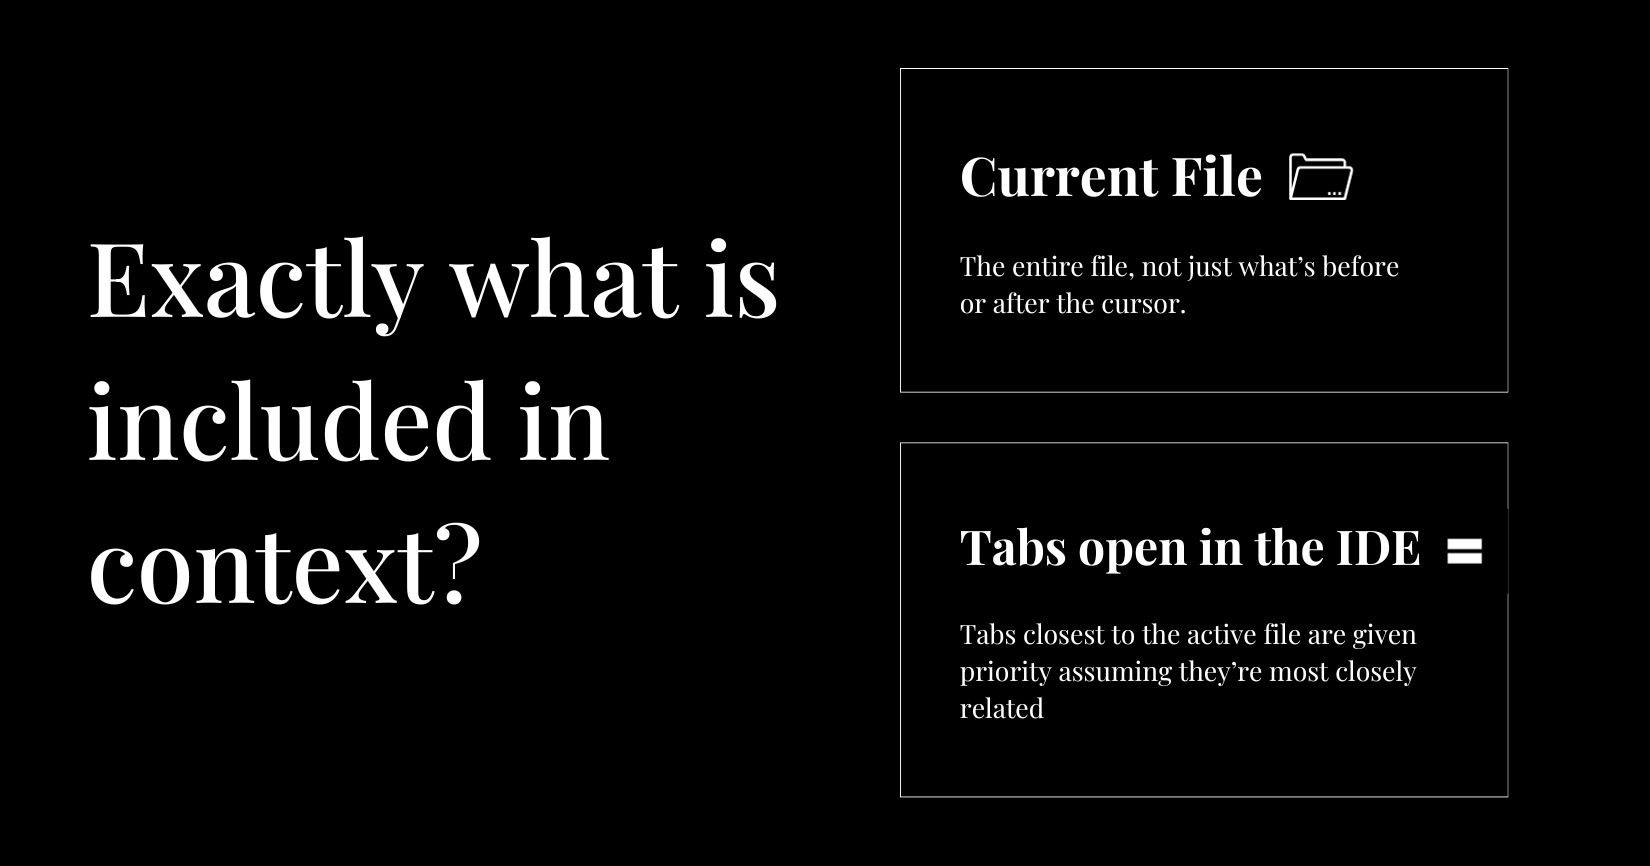 Exactly what is
included in
context?
Current File
The entire file, not just what’s before
or after the cursor.
Tabs open in the IDE
Tabs closest to the active file are given
priority assuming they’re most closely
related